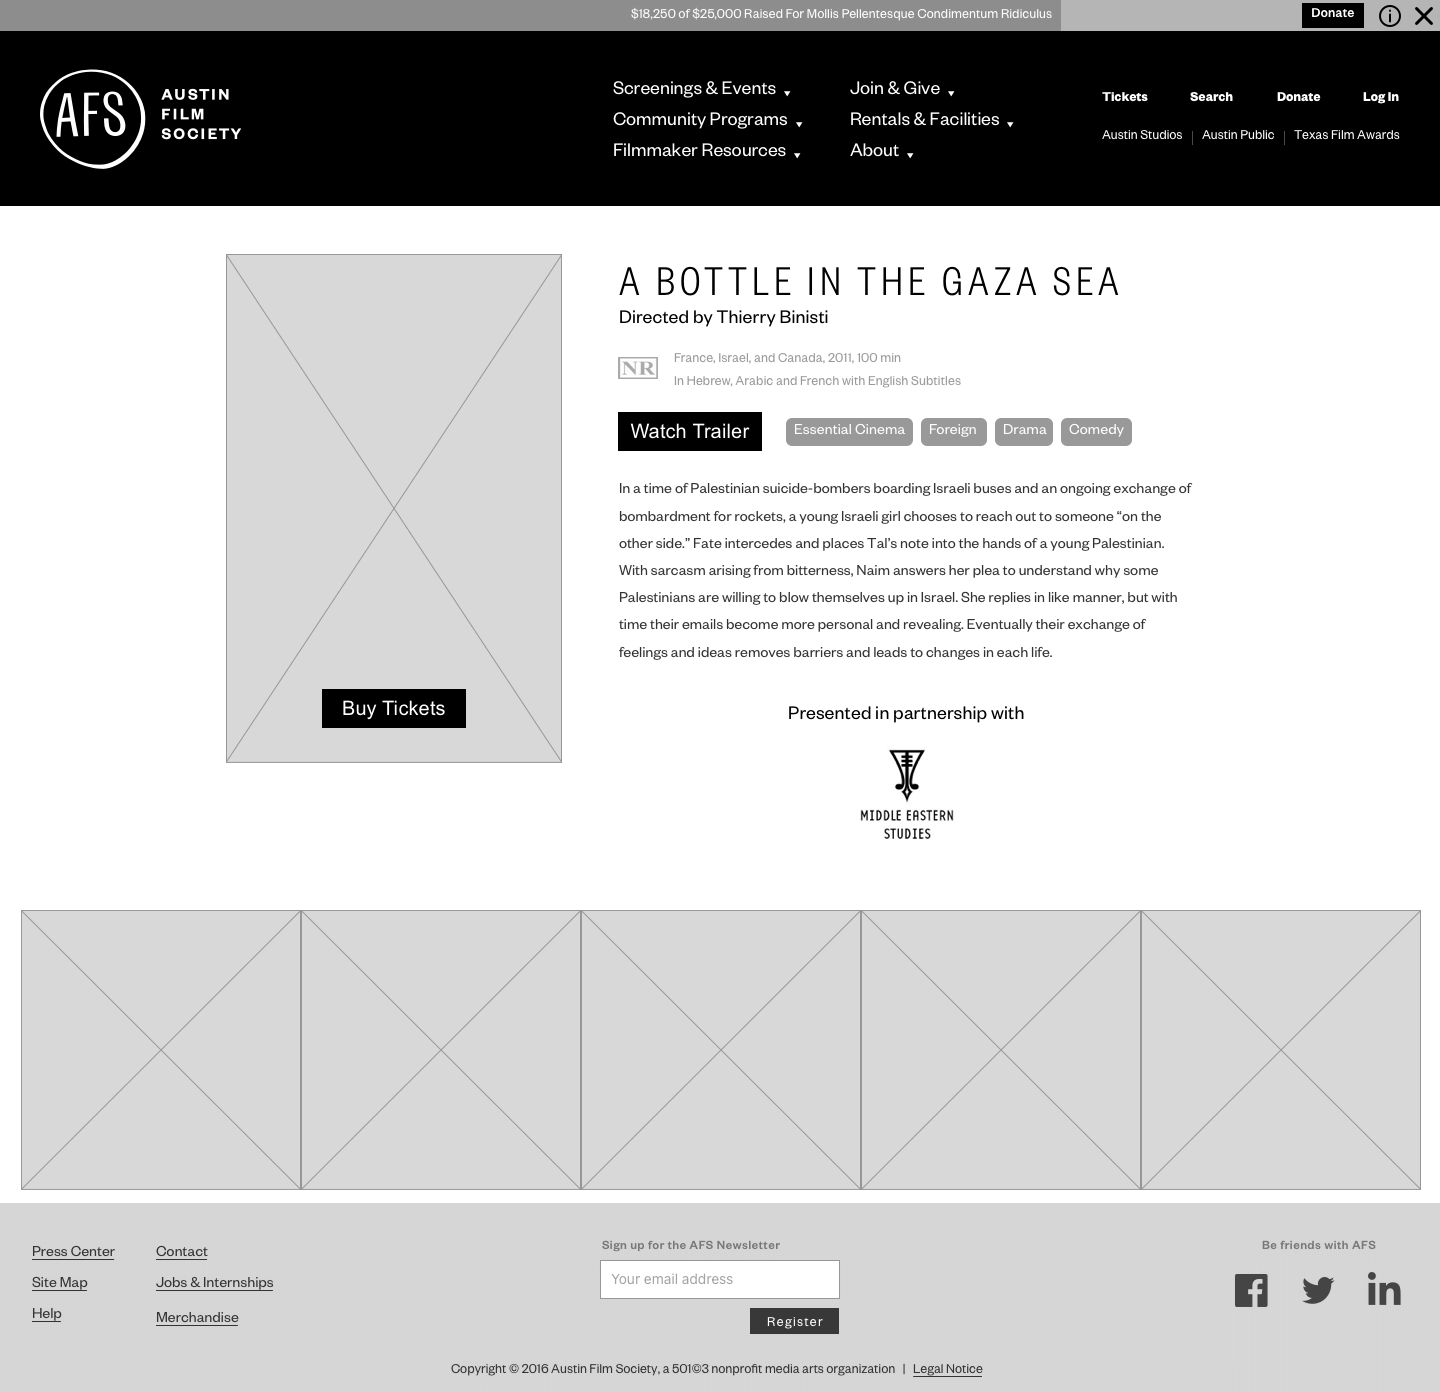 $18,250 of $25,000 Raised For Mollis Pellentesque Condimentum Ridiculus
Donate
AFS
AUSTIN
FILM
SOCIETY
Screenings & Events
Community Programs
Filmmaker Resources
Join & Give
Rentals & Facilities
About
Tickets Search Donate Log In
Austin Studios | Austin Public | Texas Film Awards
A BOTTLE IN THE GAZA SEA
Directed by Thierry Binisti
NR
France, Israel, and Canada, 2011, 100 min
In Hebrew, Arabic and French with English Subtitles
Watch Trailer
Essential Cinema Foreign Drama Comedy
In a time of Palestinian suicide-bombers boarding Israeli buses and an ongoing exchange of
bombardment for rockets, a young Israeli girl chooses to reach out to someone “on the
other side.” Fate intercedes and places Tal’s note into the hands of a young Palestinian.
With sarcasm arising from bitterness, Naim answers her plea to understand why some
Palestinians are willing to blow themselves up in Israel. She replies in like manner, but with
time their emails become more personal and revealing. Eventually their exchange of
feelings and ideas removes barriers and leads to changes in each life.
Buy Tickets
Presented in partnership with
MIDDLE EASTERN
STUDIES
Press Center
Site Map
Help
Contact
Jobs & Internships
Merchandise
Sign up for the AFS Newsletter
Your email address
Register
Be friends with AFS
Copyright © 2016 Austin Film Society, a 501©3 nonprofit media arts organization | Legal Notice